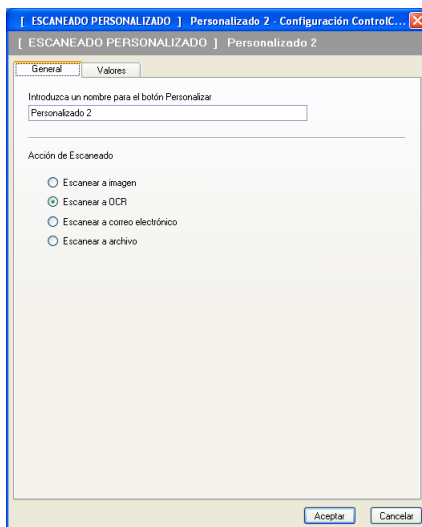 [ ESCANEADO PERSONALIZADO ] Personalizado 2 - Configuración ControlC...
[ ESCANEADO PERSONALIZADO ] Personalizado 2
General Valores
Introduzca un nombre para el botón Personalizar
Personalizado 2
Acción de Escaneado
Escanear a imagen
Escanear a OCR
Escanear a correo electrónico
Escanear a archivo
Aceptar Cancelar